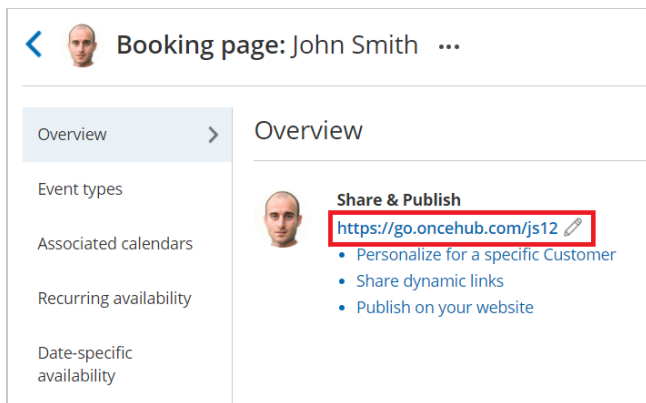 Booking page: John Smith ...
Overview
Event types
Associated calendars
Recurring availability
Date-specific
availability
Overview
Share & Publish
https://go.oncehub.com/js12
Personalize for a specific Customer
Share dynamic links
Publish on your website